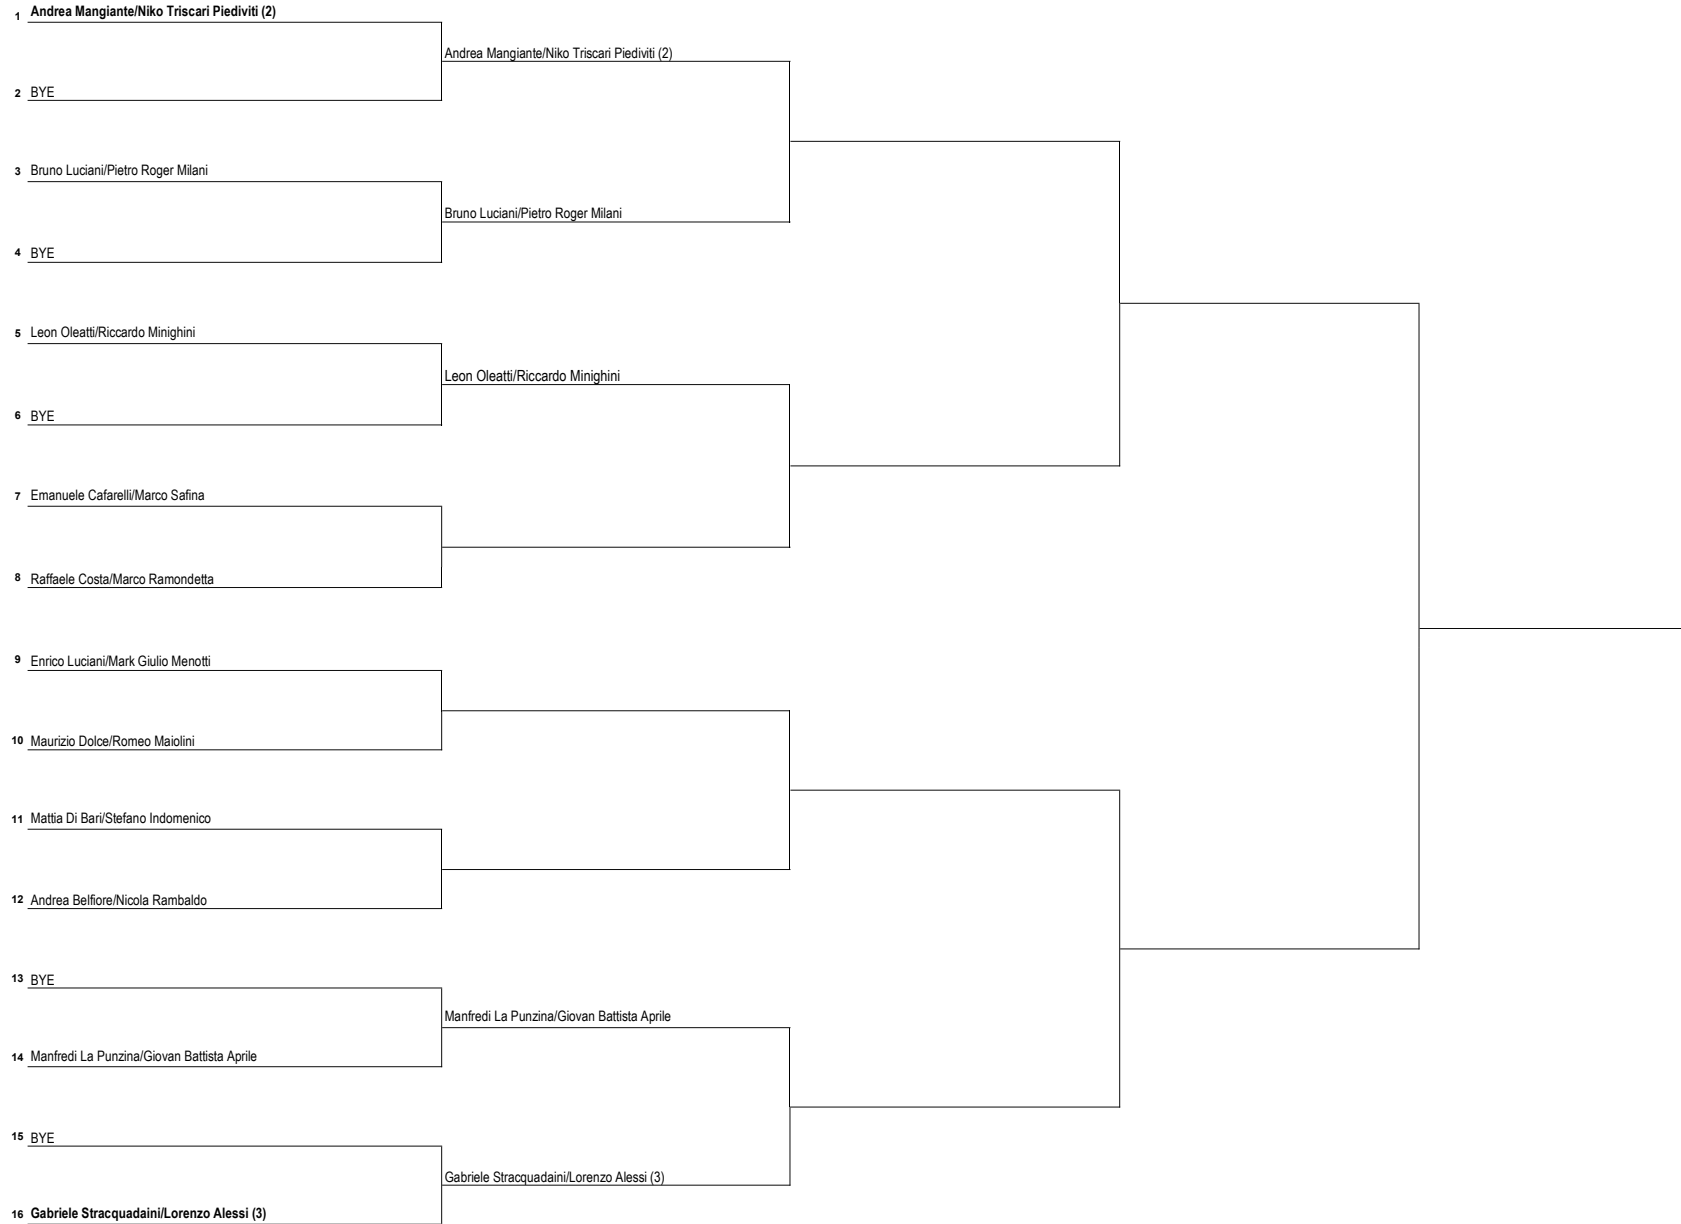 1 Andrea Mangiante/Niko Triscari Piediviti (2)
Andrea Mangiante/Niko Triscari Piediviti (2)
2 BYE
3 Bruno Luciani/Pietro Roger Milani
Bruno Luciani/Pietro Roger Milani
4 BYE
5 Leon Oleatti/Riccardo Minighini
Leon Oleatti/Riccardo Minighini
6 BYE
7 Emanuele Cafarelli/Marco Safina
8 Raffaele Costa/Marco Ramondetta
9 Enrico Luciani/Mark Giulio Menotti
10 Maurizio Dolce/Romeo Maiolini
11 Mattia Di Bari/Stefano Indomenico
12 Andrea Belfiore/Nicola Rambaldo
13 BYE
Manfredi La Punzina/Giovan Battista Aprile
14 Manfredi La Punzina/Giovan Battista Aprile
15 BYE
Gabriele Stracquadaini/Lorenzo Alessi (3)
16 Gabriele Stracquadaini/Lorenzo Alessi (3)